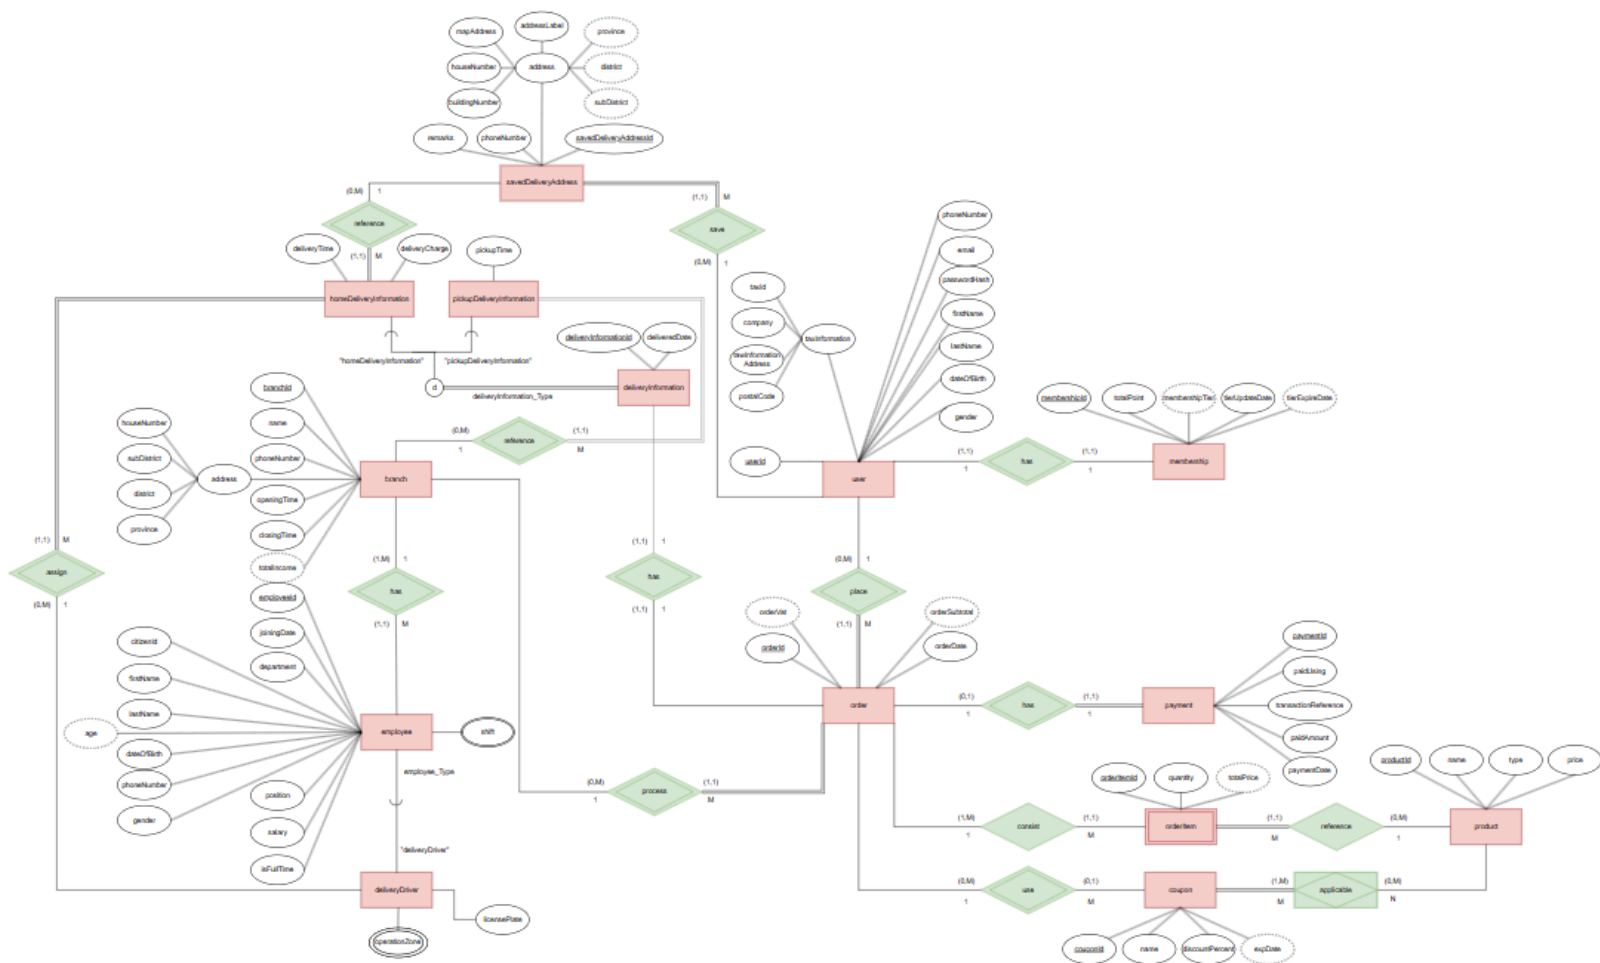 mapAddress
addressLabel
province
houseNumber
address
district
buildingNumber
subDistrict
remarks
phoneNumber
savedDeliveryAddressId
savedDeliveryAddress
(0,M)
1
(1,1)
M
reference
save
deliveryTime
deliveryCharge
pickupTime
(1,1)
M
(0,M)
1
homeDeliveryInformation
pickupDeliveryInformation
phoneNumber
email
passwordHash
firstName
lastName
dateOfBirth
gender
taxId
company
taxInformation
Address
postalCode
taxInformation
deliveryInformationId
deliveredDate
"homeDeliveryInformation"
"pickupDeliveryInformation"
d
deliveryInformation_Type
deliveryInformation
branchId
name
phoneNumber
openingTime
closingTime
totalIncome
houseNumber
subDistrict
district
province
address
branch
(0,M)
1
reference
(1,1)
M
userId
user
(1,1)
1
has
(1,1)
1
membership
membershipId
totalPoint
membershipTier
tierUpdateDate
tierExpireDate
(1,1)
M
assign
(0,M)
1
(1,M)
1
has
(1,1)
M
(1,1)
1
has
(1,1)
1
(0,M)
1
place
(1,1)
M
employeeId
joiningDate
department
citizenId
firstName
lastName
age
dateOfBirth
phoneNumber
gender
position
salary
isFullTime
employee
shift
employee_Type
"deliveryDriver"
deliveryDriver
licensePlate
operationZone
orderVat
orderSubtotal
orderId
orderDate
order
(0,1)
1
has
(1,1)
1
payment
paymentId
paidUsing
transactionReference
paidAmount
paymentDate
(0,M)
1
process
(1,1)
M
orderItemId
quantity
totalPrice
(1,M)
1
consist
(1,1)
M
orderItem
(1,1)
M
reference
(0,M)
1
product
productId
name
type
price
(0,M)
1
use
(0,1)
M
coupon
(1,M)
M
applicable
(0,M)
N
couponId
name
discountPercent
expDate